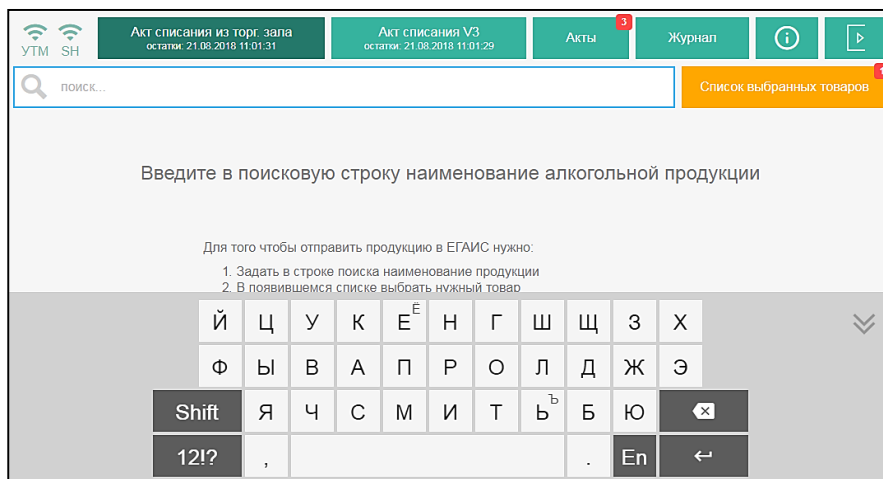 УТМ SH
Акт списания из торг. зала
остатки: 21.08.2018 11:01:31
Акт списания V3
остатки: 21.08.2018 11:01:29
Акты 3
Журнал
поиск...
Список выбранных товаров 1
Введите в поисковую строку наименование алкогольной продукции
Для того чтобы отправить продукцию в ЕГАИС нужно:
1. Задать в строке поиска наименование продукции
2. В появившемся списке выбрать нужный товар
Й Ц У К Е Ё Н Г Ш Щ З Х
Ф Ы В А П Р О Л Д Ж Э
Shift Я Ч С М И Т Ь Ъ Б Ю
12!? , . En